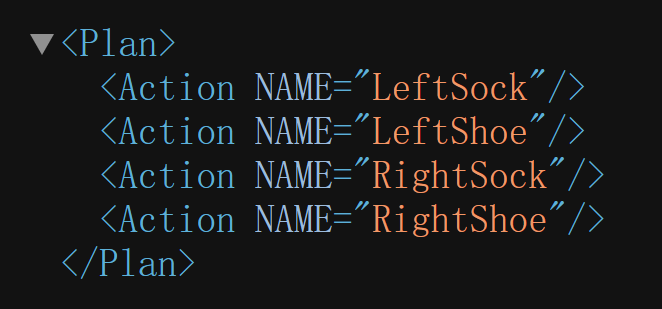 ▼<Plan>
<Action NAME="LeftSock"/>
<Action NAME="LeftShoe"/>
<Action NAME="RightSock"/>
<Action NAME="RightShoe"/>
</Plan>